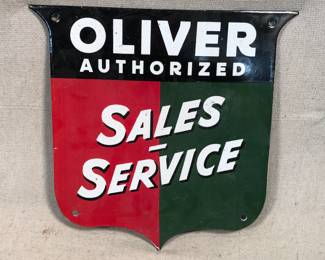 OLIVER
AUTHORIZED
SALES
–
SERVICE